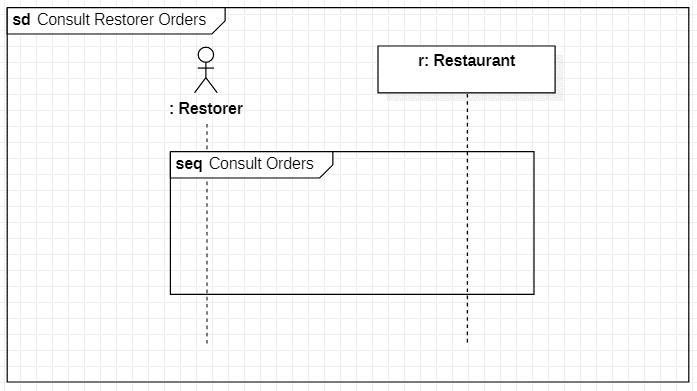 sd Consult Restorer Orders
r: Restaurant
: Restorer
seq Consult Orders